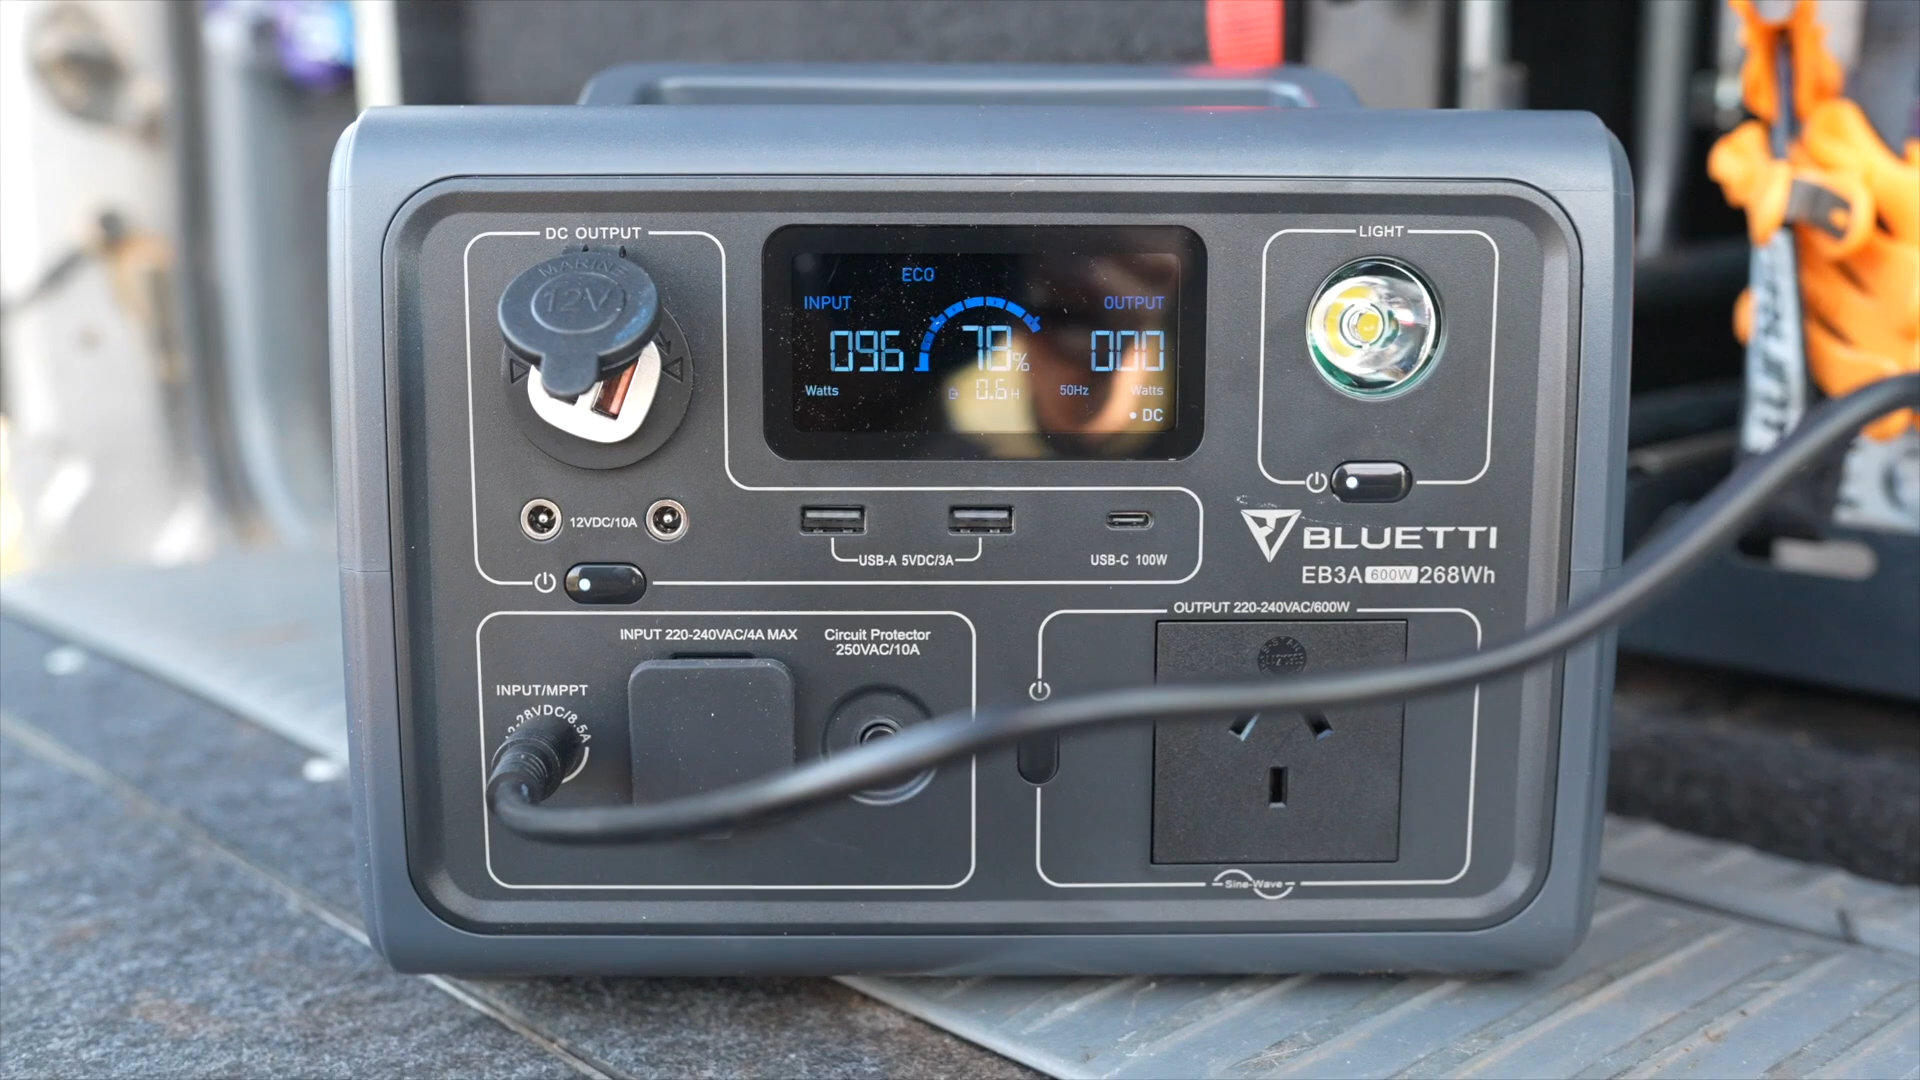 DC OUTPUT
MARINE
12V
ECO
INPUT
OUTPUT
096
78%
000
Watts
0.6H
50Hz
Watts
DC
LIGHT
12VDC/10A
USB-A 5VDC/3A
USB-C 100W
BLUETTI
EB3A 600W 268Wh
INPUT 220-240VAC/4A MAX
Circuit Protector
250VAC/10A
INPUT/MPPT
-28VDC/8.5A
OUTPUT 220-240VAC/600W
Sine-Wave